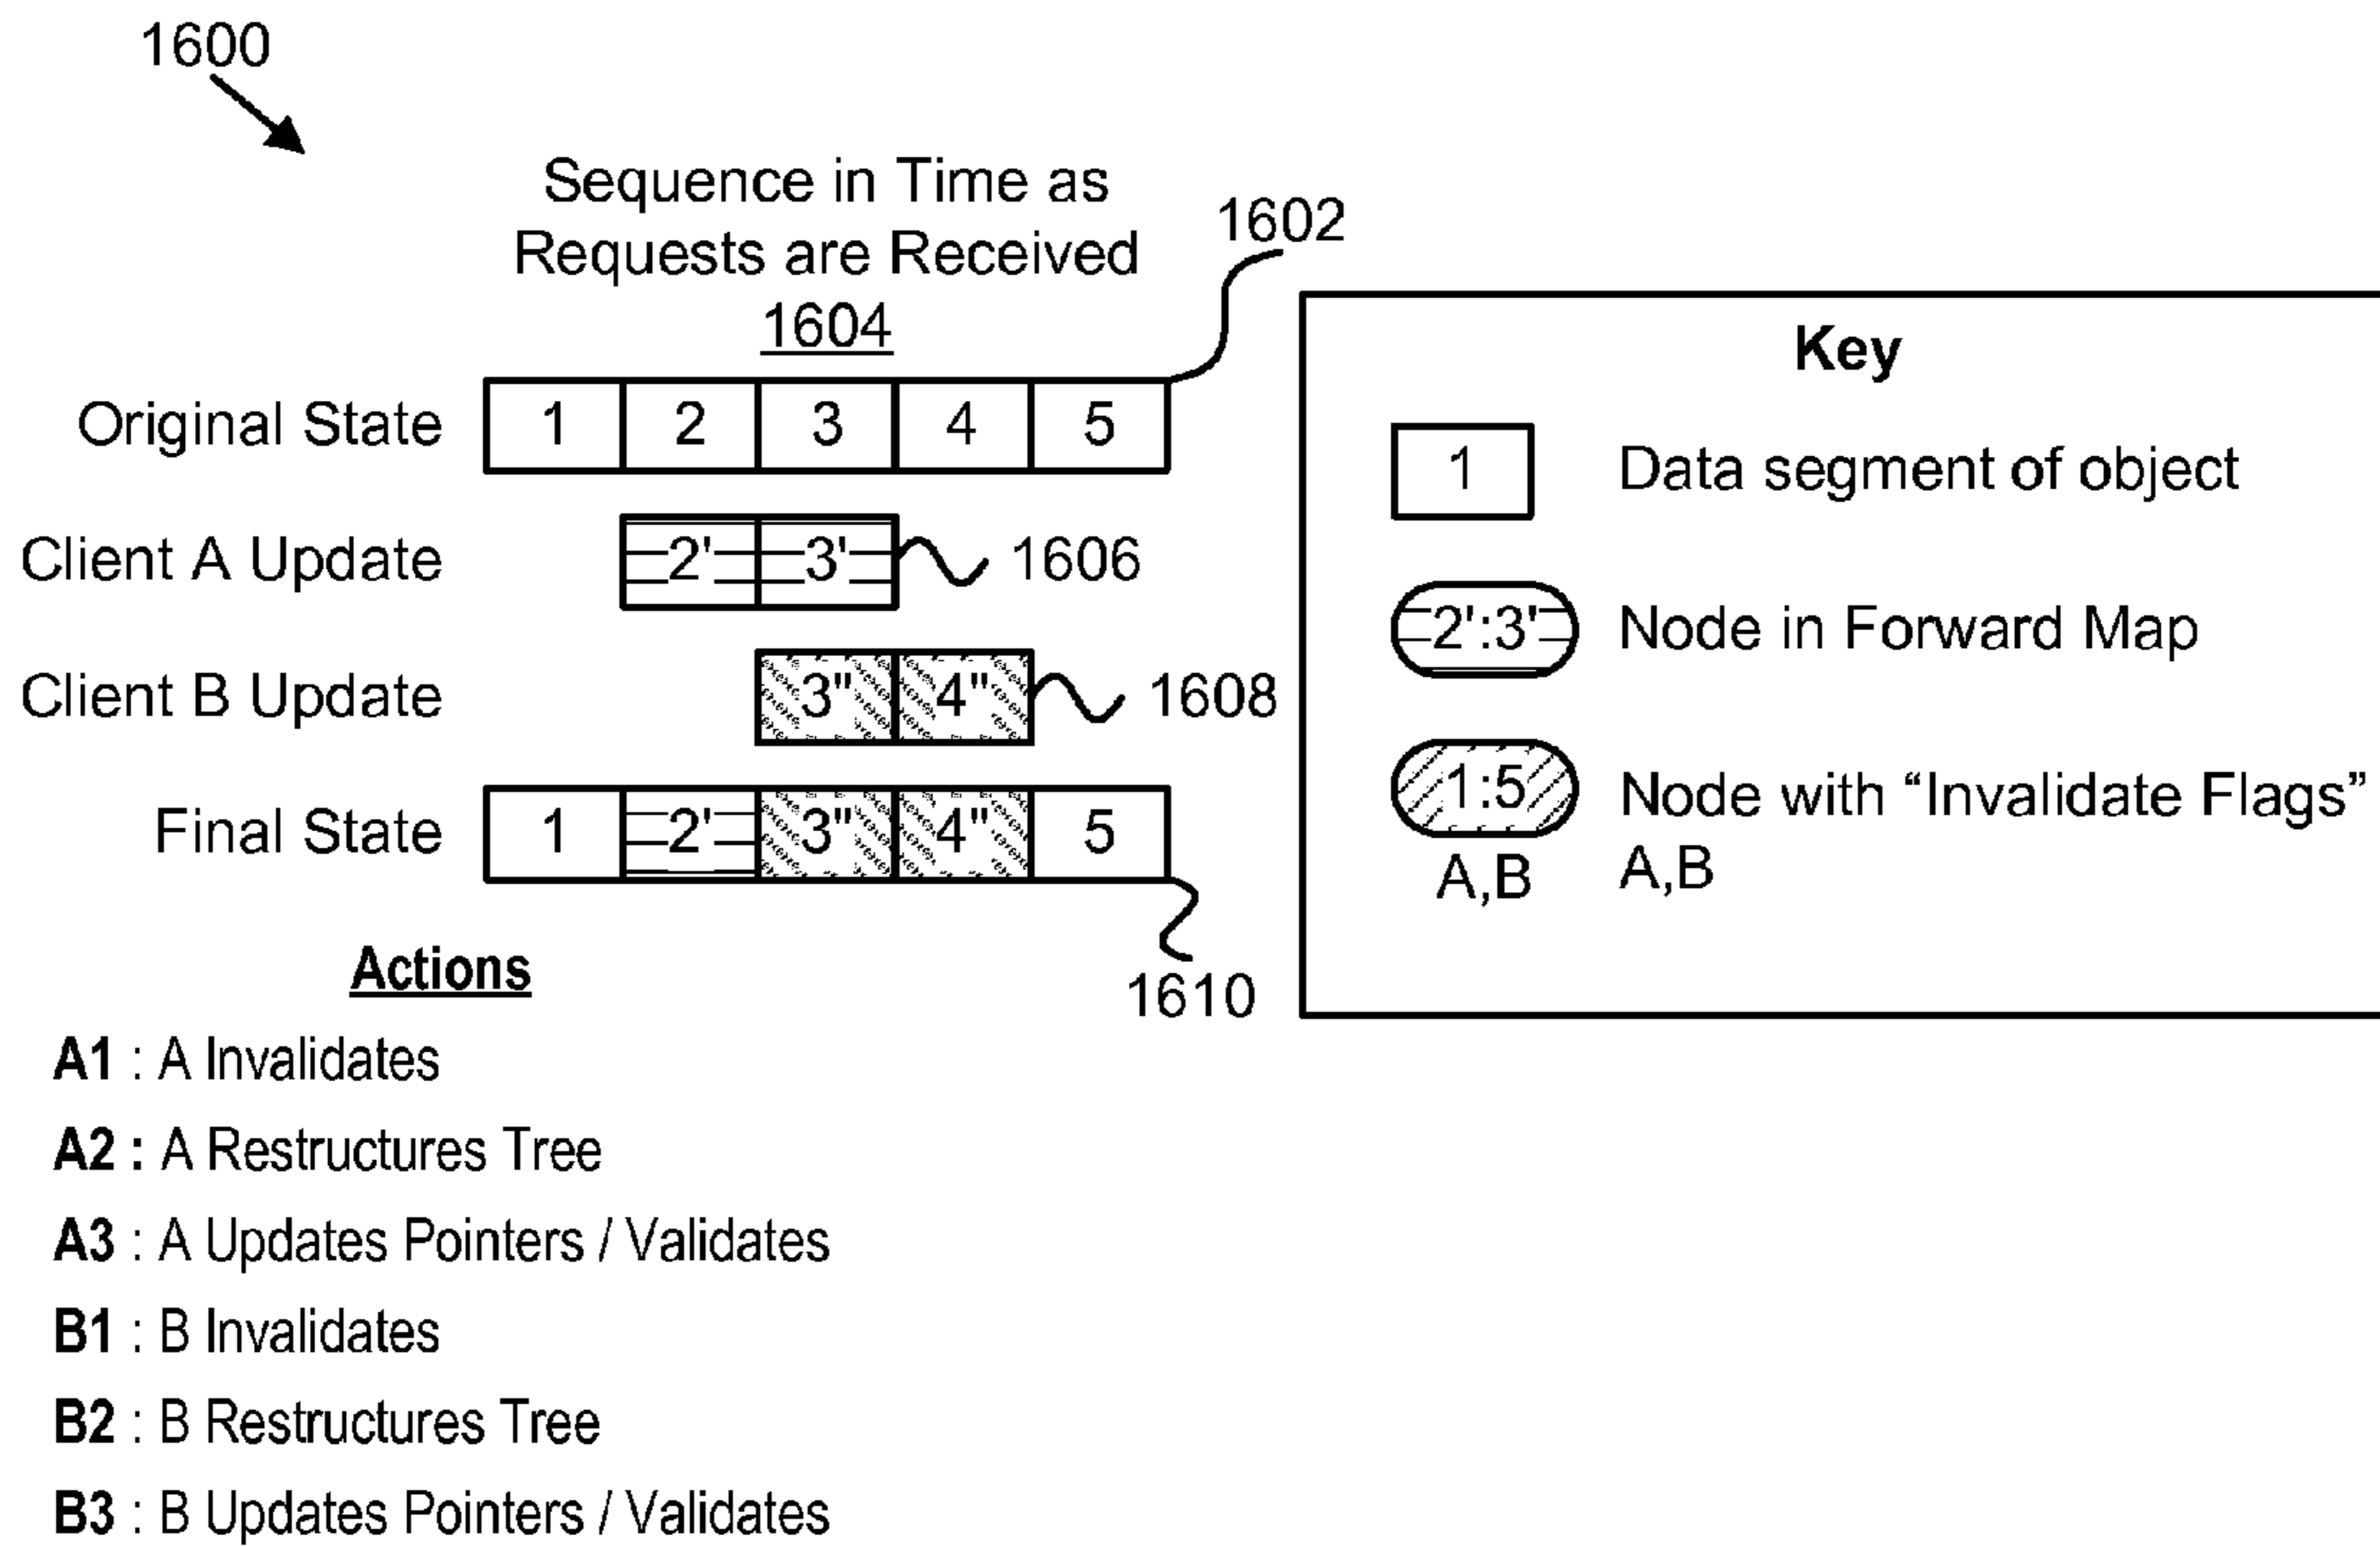 1600
Sequence in Time as
Requests are Received
1604
1602
Original State 1 2 3 4 5
Client A Update 2' 3' 1606
Client B Update 3" 4" 1608
Final State 1 2' 3" 4" 5
1610
Key
1 Data segment of object
2':3' Node in Forward Map
1:5 Node with “Invalidate Flags”
A,B A,B
Actions
A1 : A Invalidates
A2 : A Restructures Tree
A3 : A Updates Pointers / Validates
B1 : B Invalidates
B2 : B Restructures Tree
B3 : B Updates Pointers / Validates